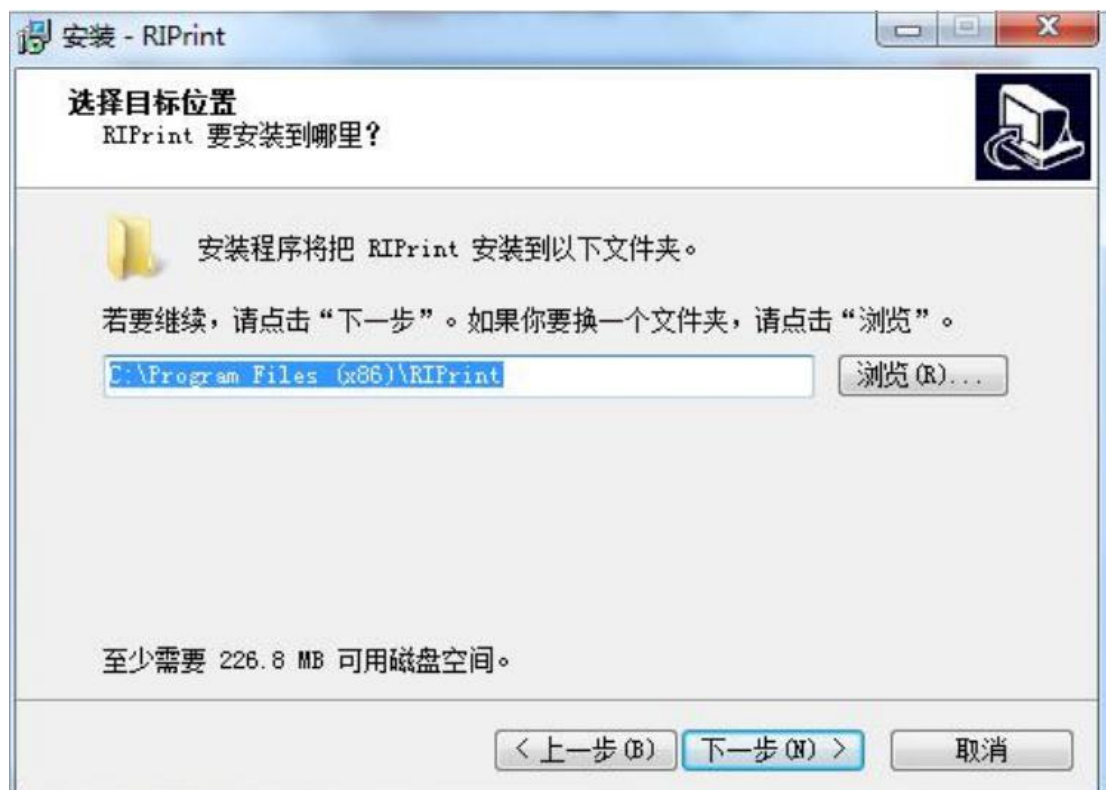 安装 - RIPrint
选择目标位置
RIPrint 要安装到哪里？
安装程序将把 RIPrint 安装到以下文件夹。
若要继续，请点击“下一步”。如果你要换一个文件夹，请点击“浏览”。
C:\Program Files (x86)\RIPrint
浏览(R)...
至少需要 226.8 MB 可用磁盘空间。
< 上一步(B)
下一步(N) >
取消